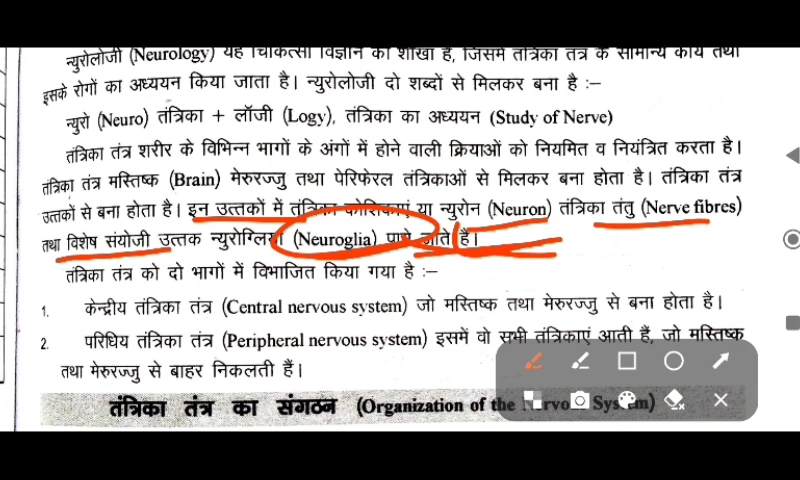 न्युरोलोजी (Neurology) यह चिकित्सा विज्ञान की शाखा है, जिसमें तंत्रिका तंत्र के सामान्य कार्य तथा
इसके रोगों का अध्ययन किया जाता है। न्युरोलोजी दो शब्दों से मिलकर बना है :–
न्युरो (Neuro) तंत्रिका + लॉजी (Logy), तंत्रिका का अध्ययन (Study of Nerve)
तंत्रिका तंत्र शरीर के विभिन्न भागों के अंगों में होने वाली क्रियाओं को नियमित व नियंत्रित करता है।
तंत्रिका तंत्र मस्तिष्क (Brain) मेरुरज्जु तथा पेरिफेरल तंत्रिकाओं से मिलकर बना होता है। तंत्रिका तंत्र
उत्तकों से बना होता है। इन उत्तकों में तंत्रिका कोशिकाएं या न्युरोन (Neuron) तंत्रिका तंतु (Nerve fibres)
तथा विशेष संयोजी उत्तक न्युरोग्लिया (Neuroglia) पाये जाते हैं।
तंत्रिका तंत्र को दो भागों में विभाजित किया गया है :–
1. केन्द्रीय तंत्रिका तंत्र (Central nervous system) जो मस्तिष्क तथा मेरुरज्जु से बना होता है।
2. परिधिय तंत्रिका तंत्र (Peripheral nervous system) इसमें वो सभी तंत्रिकाएं आती हैं, जो मस्तिष्क
तथा मेरुरज्जु से बाहर निकलती हैं।
तंत्रिका तंत्र का संगठन (Organization of the Nervous System)